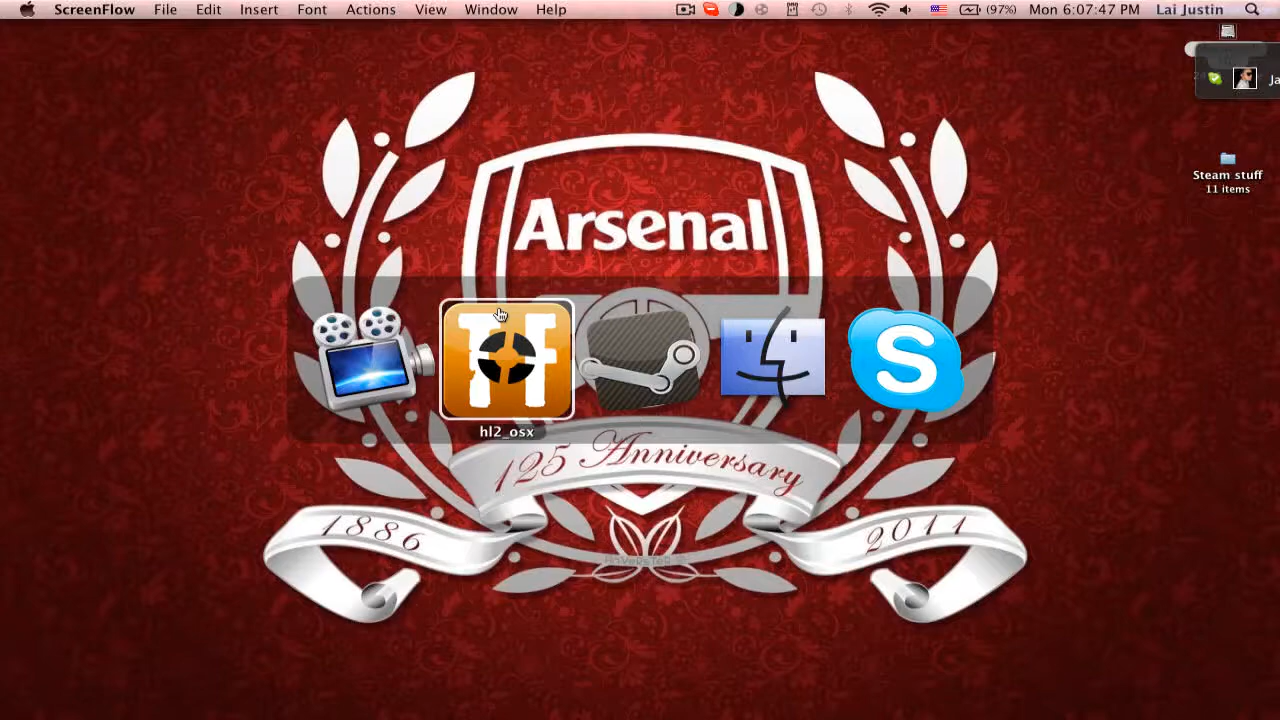 ScreenFlow File Edit Insert Font Actions View Window Help (97%) Mon 6:07:47 PM Lai Justin
Ja
Steam stuff
11 items
Arsenal
hl2_osx
125 Anniversary
1886
2011